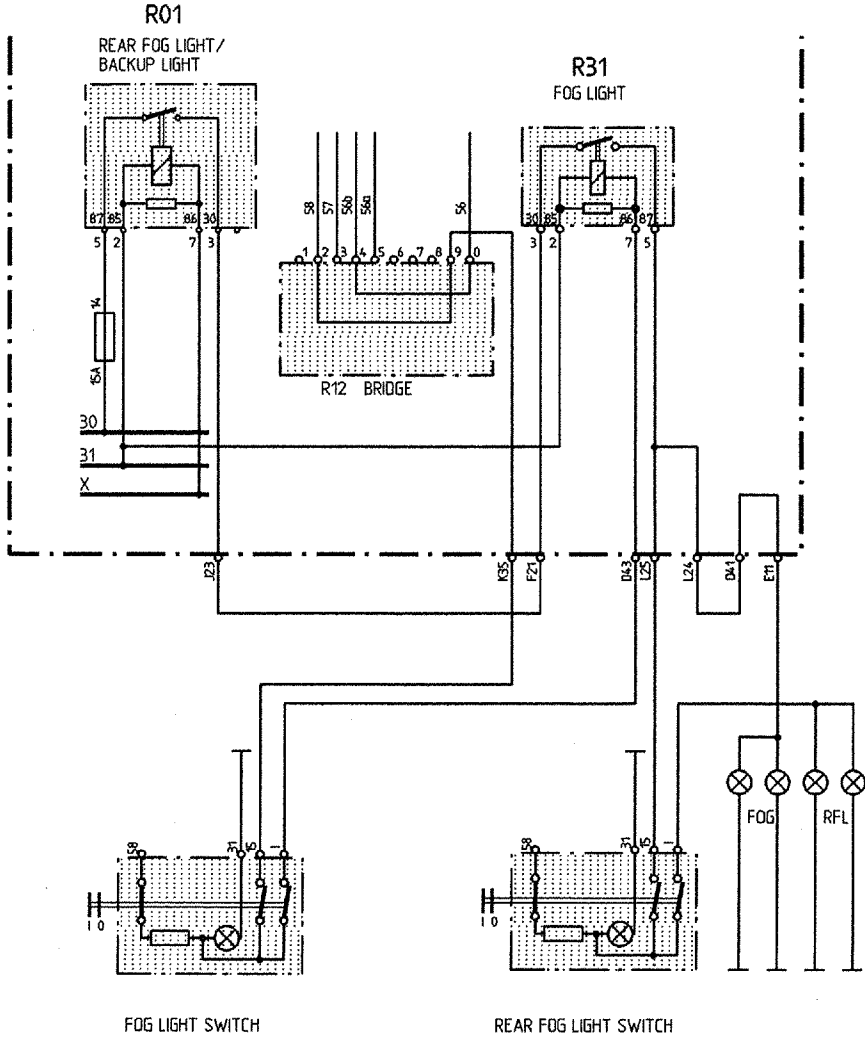 R01
REAR FOG LIGHT/
BACKUP LIGHT
R31
FOG LIGHT
58 57 56b 56a 56
87 85 86 30
5 2 7 3
30 85 86 87
3 2 7 5
1 2 3 4 5 6 7 8 9 0
R12 BRIDGE
14
15A
30
31
X
J23 K35 F21 D43 L25 L24 D41 E11
FOG RFL
58 31 15 1
58 31 15 1
I 0
I 0
FOG LIGHT SWITCH
REAR FOG LIGHT SWITCH